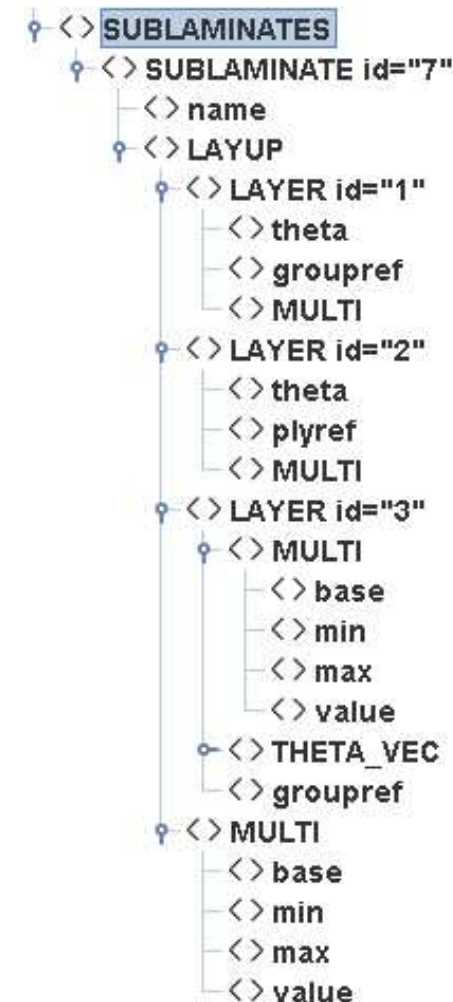 <> SUBLAMINATES
<> SUBLAMINATE id="7"
<> name
<> LAYUP
<> LAYER id="1"
<> theta
<> groupref
<> MULTI
<> LAYER id="2"
<> theta
<> plyref
<> MULTI
<> LAYER id="3"
<> MULTI
<> base
<> min
<> max
<> value
<> THETA_VEC
<> groupref
<> MULTI
<> base
<> min
<> max
<> value